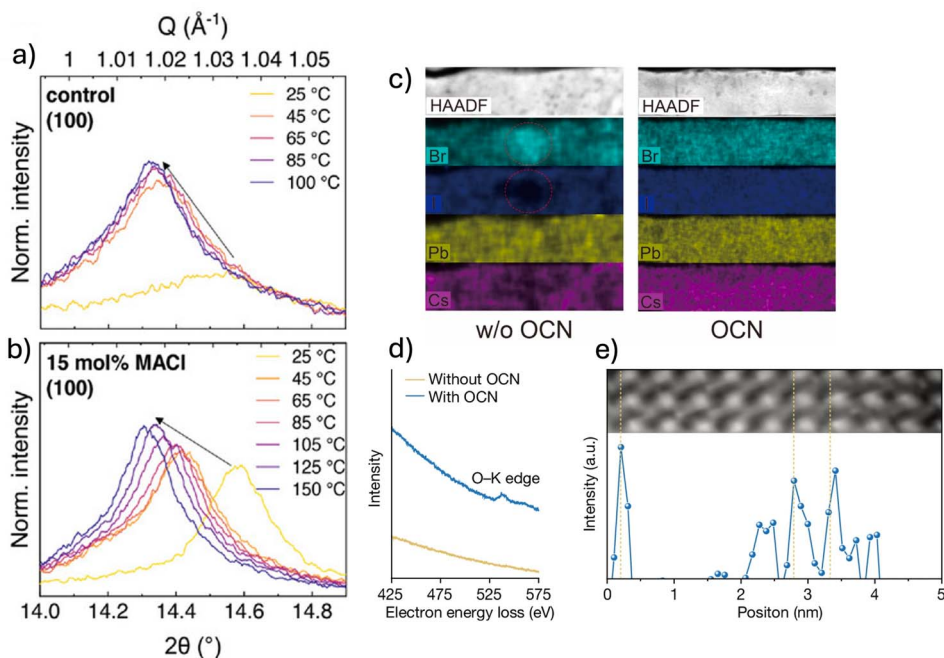 Q (Å⁻¹)
a)
1 1.01 1.02 1.03 1.04 1.05
control
(100)
25 °C
45 °C
65 °C
85 °C
100 °C
Norm. intensity
b)
15 mol% MACl
(100)
25 °C
45 °C
65 °C
85 °C
105 °C
125 °C
150 °C
Norm. intensity
14.0 14.2 14.4 14.6 14.8
2θ (°)
c)
HAADF
Br
Pb
Cs
w/o OCN
HAADF
Br
Pb
Cs
OCN
d)
Without OCN
With OCN
O–K edge
Intensity
425 475 525 575
Electron energy loss (eV)
e)
Intensity (a.u.)
0 1 2 3 4 5
Positon (nm)